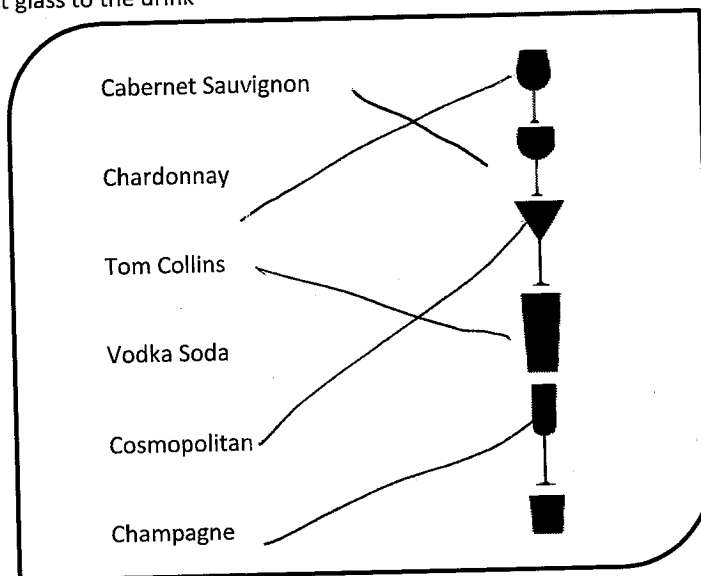 t glass to the drink
Cabernet Sauvignon
Chardonnay
Tom Collins
Vodka Soda
Cosmopolitan
Champagne